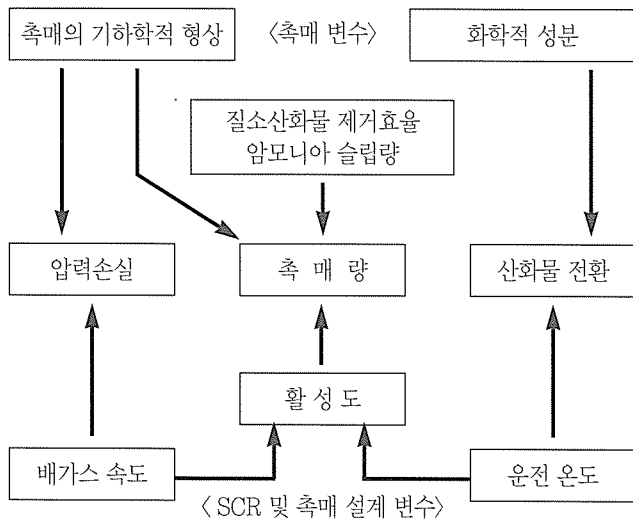 촉매의 기하학적 형상
〈촉매 변수〉
화학적 성분
질소산화물 제거효율
암모니아 슬립량
압력손실
촉 매 량
산화물 전환
활 성 도
배가스 속도
운전 온도
〈 SCR 및 촉매 설계 변수〉